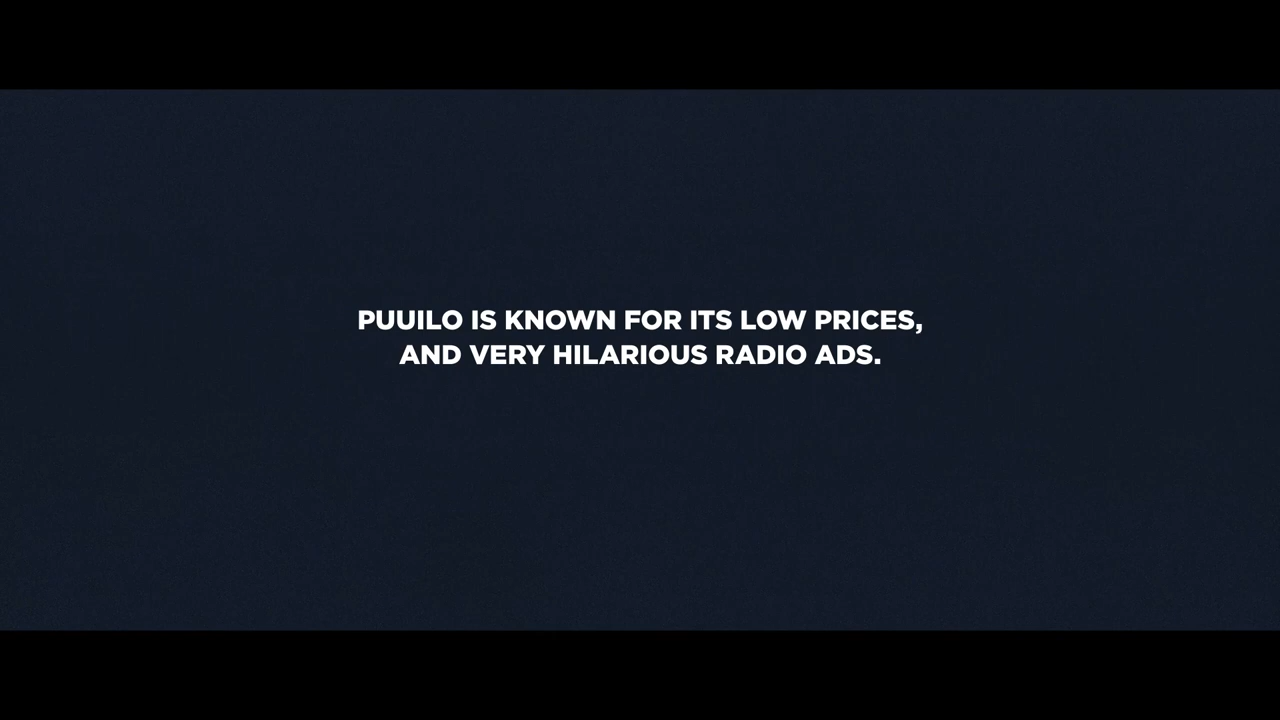 PUUILO IS KNOWN FOR ITS LOW PRICES,
AND VERY HILARIOUS RADIO ADS.